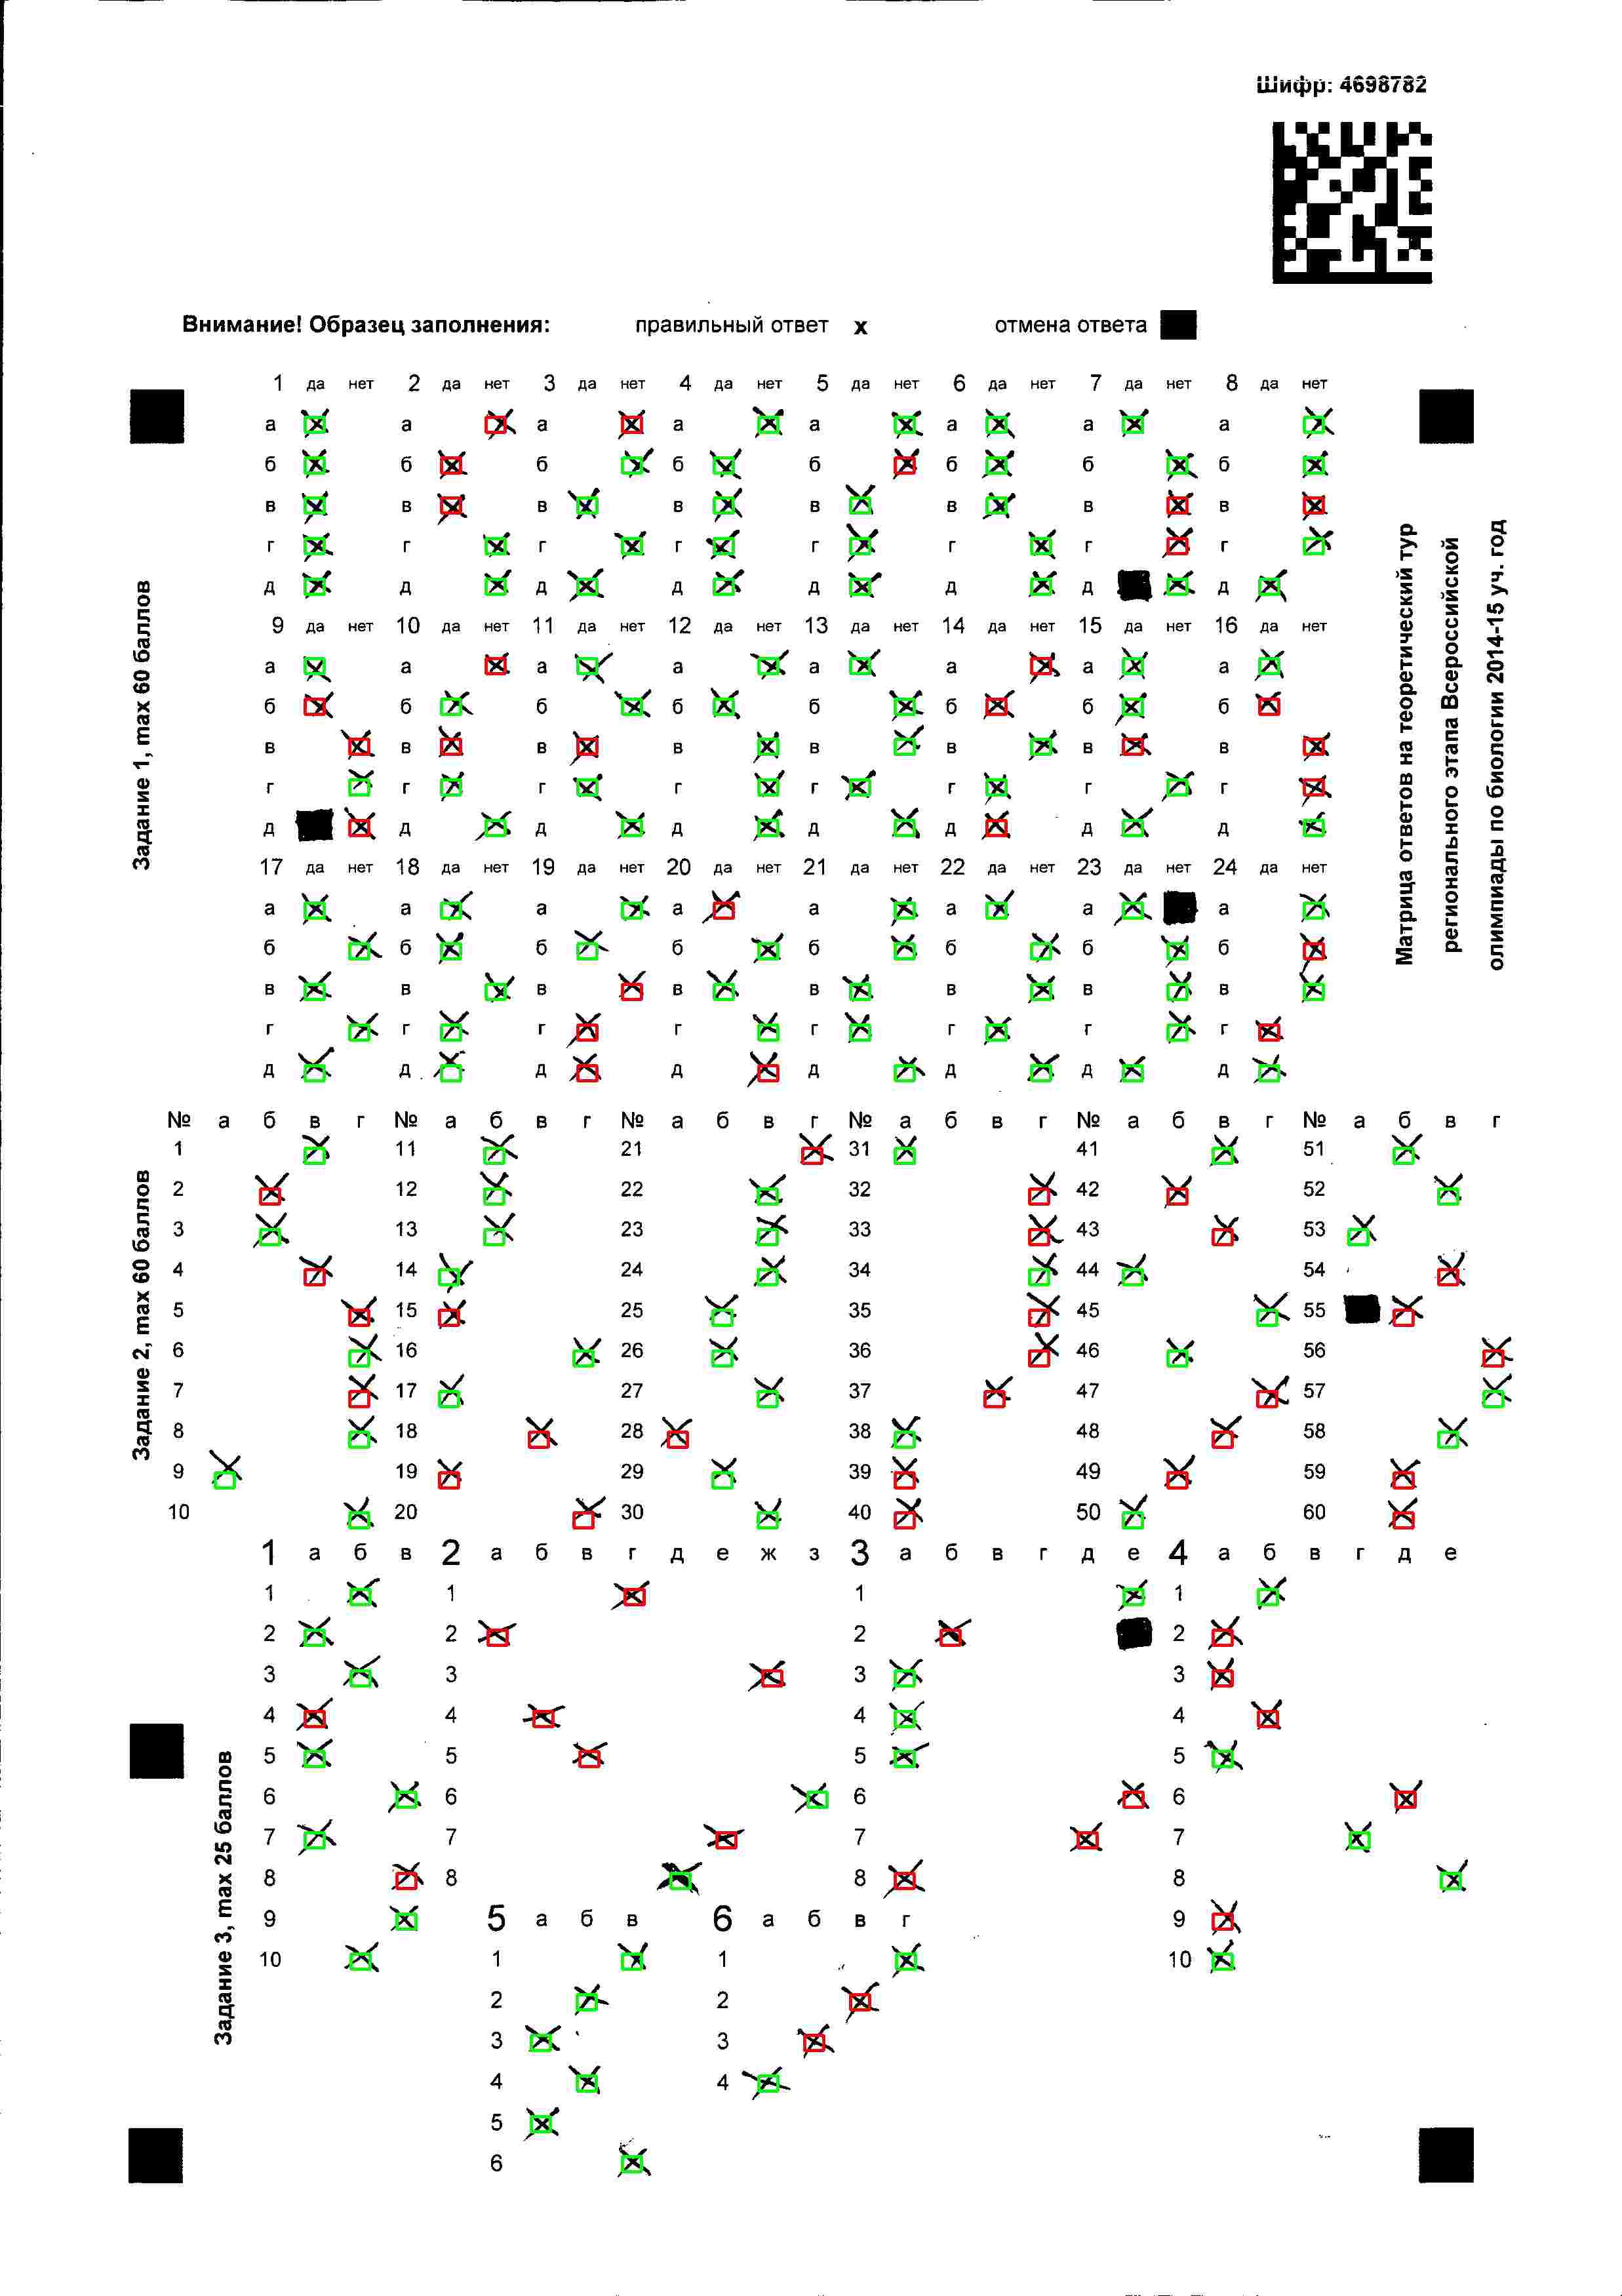 Шифр: 4698782
Внимание! Образец заполнения: правильный ответ x отмена ответа
1 да нет 2 да нет 3 да нет 4 да нет 5 да нет 6 да нет 7 да нет 8 да нет
а а а а а а а а
б б б б б б б б
в в в в в в в в
г г г г г г г г
д д д д д д д д
9 да нет 10 да нет 11 да нет 12 да нет 13 да нет 14 да нет 15 да нет 16 да нет
а а а а а а а а
б б б б б б б б
в в в в в в в в
г г г г г г г г
д д д д д д д д
17 да нет 18 да нет 19 да нет 20 да нет 21 да нет 22 да нет 23 да нет 24 да нет
а а а а а а а а
б б б б б б б б
в в в в в в в в
г г г г г г г г
д д д д д д д д
Задание 1, max 60 баллов
Матрица ответов на теоретический тур
регионального этапа Всероссийской
олимпиады по биологии 2014-15 уч. год
№ а б в г № а б в г № а б в г № а б в г № а б в г № а б в г
1 11 21 31 41 51
2 12 22 32 42 52
3 13 23 33 43 53
4 14 24 34 44 54
5 15 25 35 45 55
6 16 26 36 46 56
7 17 27 37 47 57
8 18 28 38 48 58
9 19 29 39 49 59
10 20 30 40 50 60
Задание 2, max 60 баллов
1 а б в 2 а б в г д е ж з 3 а б в г д е 4 а б в г д е
1 1 1 1
2 2 2 2
3 3 3 3
4 4 4 4
5 5 5 5
6 6 6 6
7 7 7 7
8 8 8 8
9 5 а б в 6 а б в г 9
10 1 1 10
2 2
3 3
4 4
5
6
Задание 3, max 25 баллов